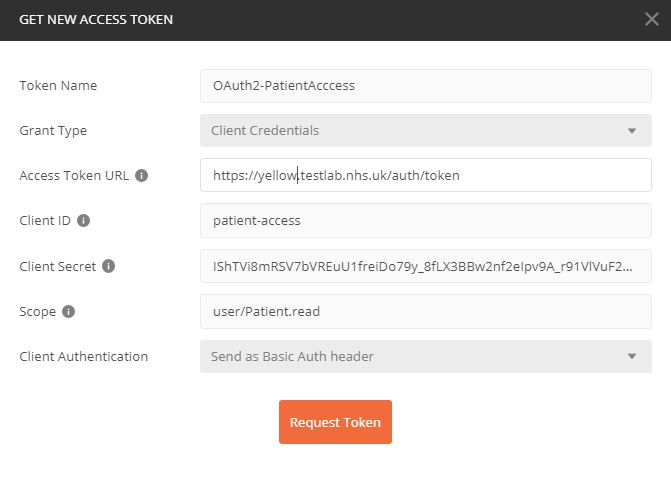 GET NEW ACCESS TOKEN
Token Name OAuth2-PatientAcccess
Grant Type Client Credentials
Access Token URL https://yellow.testlab.nhs.uk/auth/token
Client ID patient-access
Client Secret IShTVi8mRSV7bVREuU1freiDo79y_8fLX3BBw2nf2eIpv9A_r91VlVuF2...
Scope user/Patient.read
Client Authentication Send as Basic Auth header
Request Token